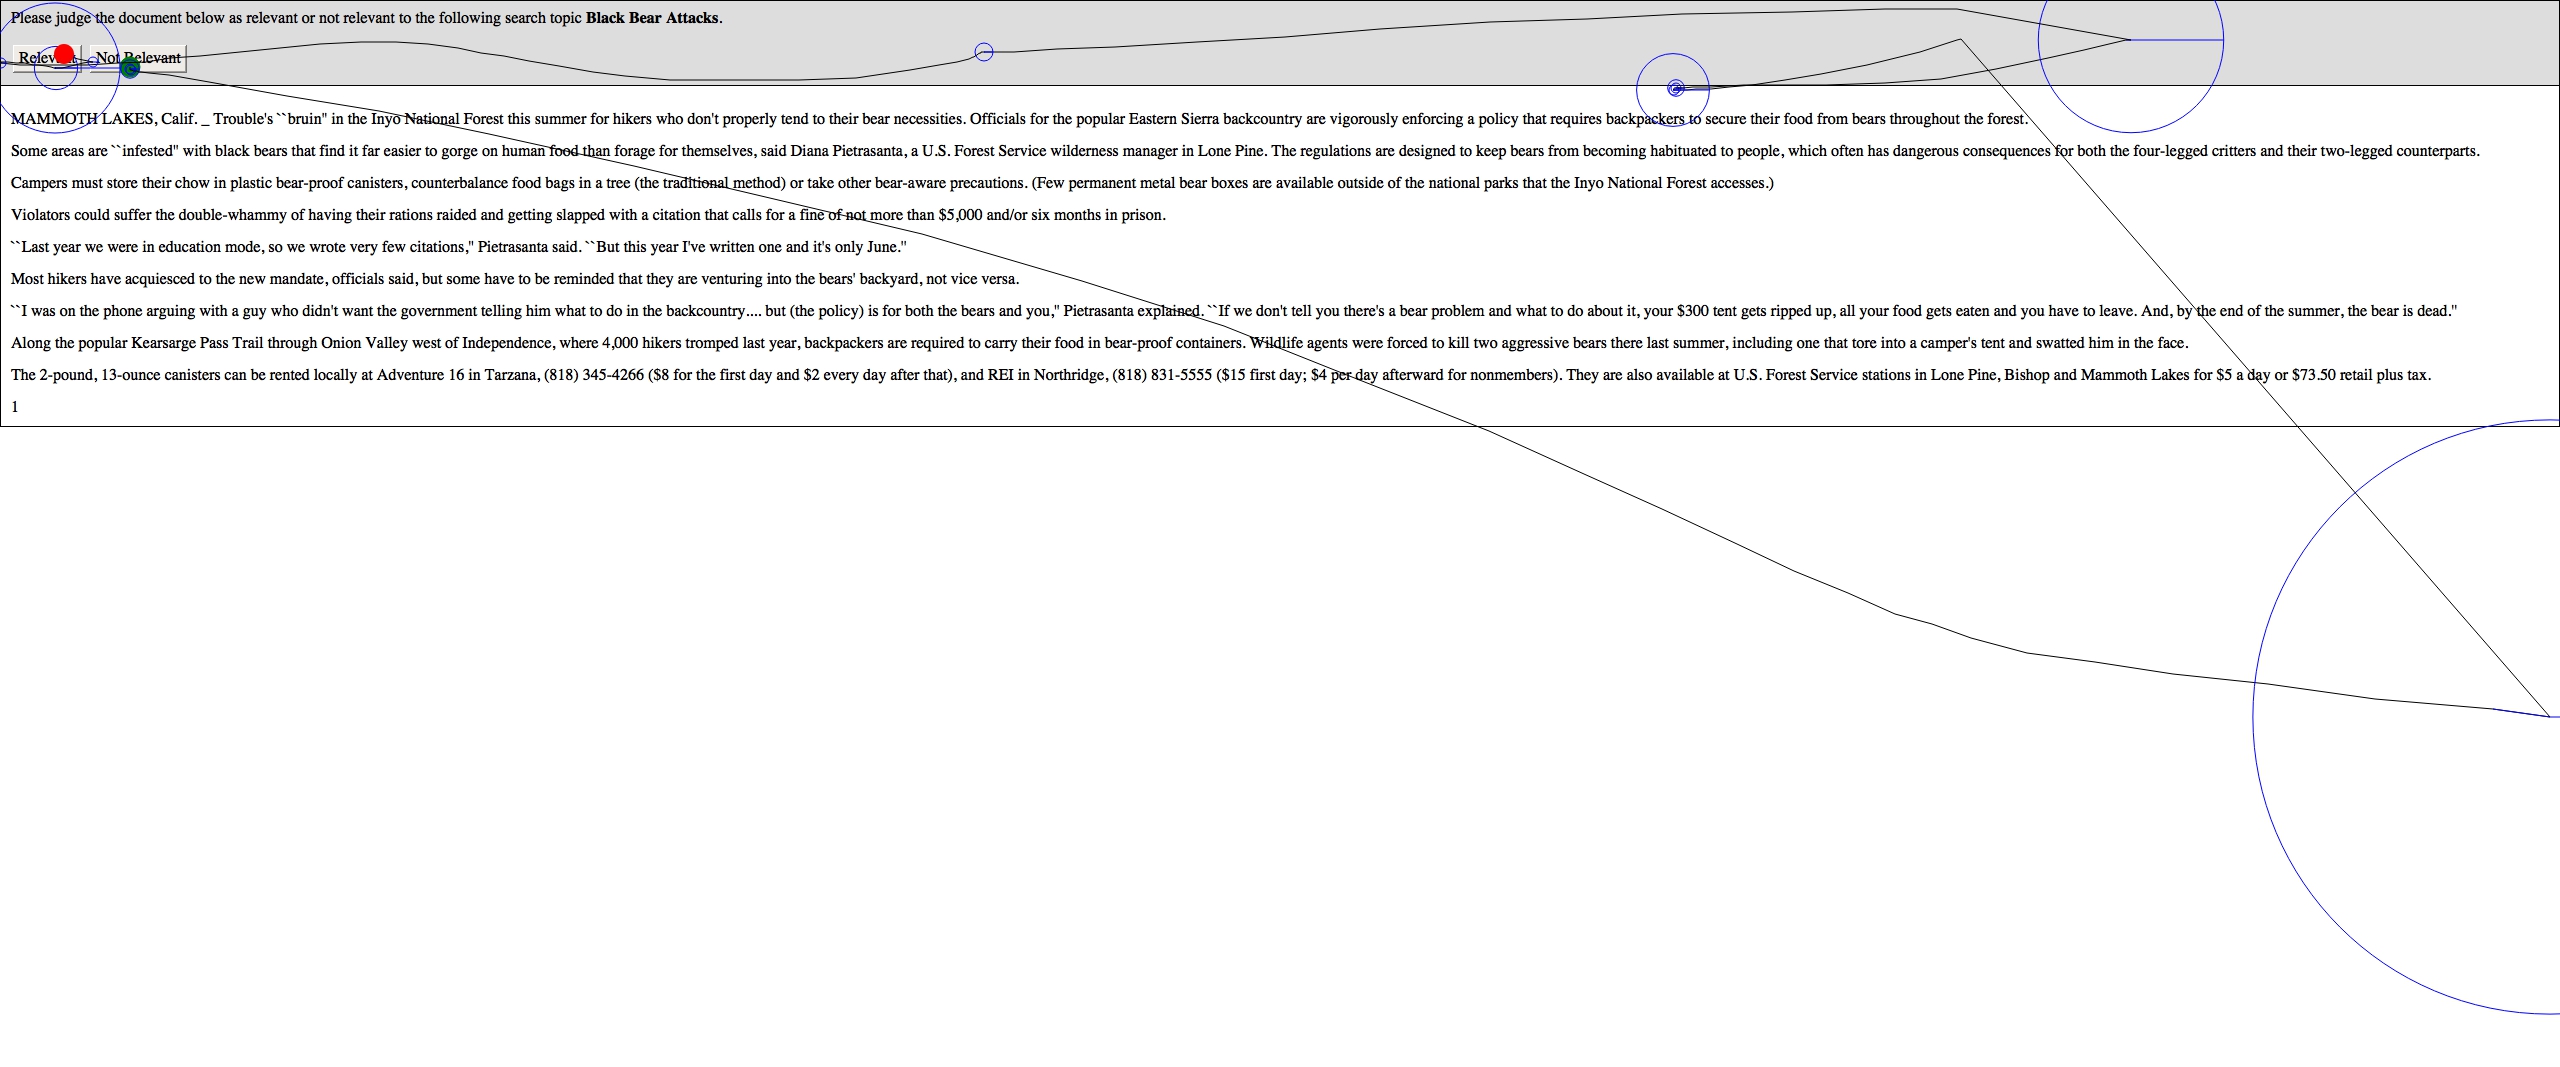 Please judge the document below as relevant or not relevant to the following search topic Black Bear Attacks.
Relevant Not Relevant
MAMMOTH LAKES, Calif. _ Trouble's ``bruin'' in the Inyo National Forest this summer for hikers who don't properly tend to their bear necessities. Officials for the popular Eastern Sierra backcountry are vigorously enforcing a policy that requires backpackers to secure their food from bears throughout the forest.
Some areas are ``infested'' with black bears that find it far easier to gorge on human food than forage for themselves, said Diana Pietrasanta, a U.S. Forest Service wilderness manager in Lone Pine. The regulations are designed to keep bears from becoming habituated to people, which often has dangerous consequences for both the four-legged critters and their two-legged counterparts.
Campers must store their chow in plastic bear-proof canisters, counterbalance food bags in a tree (the traditional method) or take other bear-aware precautions. (Few permanent metal bear boxes are available outside of the national parks that the Inyo National Forest accesses.)
Violators could suffer the double-whammy of having their rations raided and getting slapped with a citation that calls for a fine of not more than $5,000 and/or six months in prison.
``Last year we were in education mode, so we wrote very few citations,'' Pietrasanta said. ``But this year I've written one and it's only June.''
Most hikers have acquiesced to the new mandate, officials said, but some have to be reminded that they are venturing into the bears' backyard, not vice versa.
``I was on the phone arguing with a guy who didn't want the government telling him what to do in the backcountry.... but (the policy) is for both the bears and you,'' Pietrasanta explained. ``If we don't tell you there's a bear problem and what to do about it, your $300 tent gets ripped up, all your food gets eaten and you have to leave. And, by the end of the summer, the bear is dead.''
Along the popular Kearsarge Pass Trail through Onion Valley west of Independence, where 4,000 hikers tromped last year, backpackers are required to carry their food in bear-proof containers. Wildlife agents were forced to kill two aggressive bears there last summer, including one that tore into a camper's tent and swatted him in the face.
The 2-pound, 13-ounce canisters can be rented locally at Adventure 16 in Tarzana, (818) 345-4266 ($8 for the first day and $2 every day after that), and REI in Northridge, (818) 831-5555 ($15 first day; $4 per day afterward for nonmembers). They are also available at U.S. Forest Service stations in Lone Pine, Bishop and Mammoth Lakes for $5 a day or $73.50 retail plus tax.
1